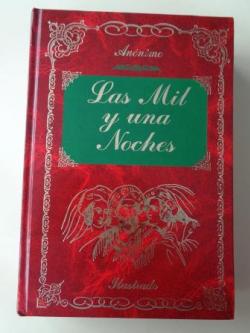 Anónimo
Las Mil
y una
Noches
Ilustrado